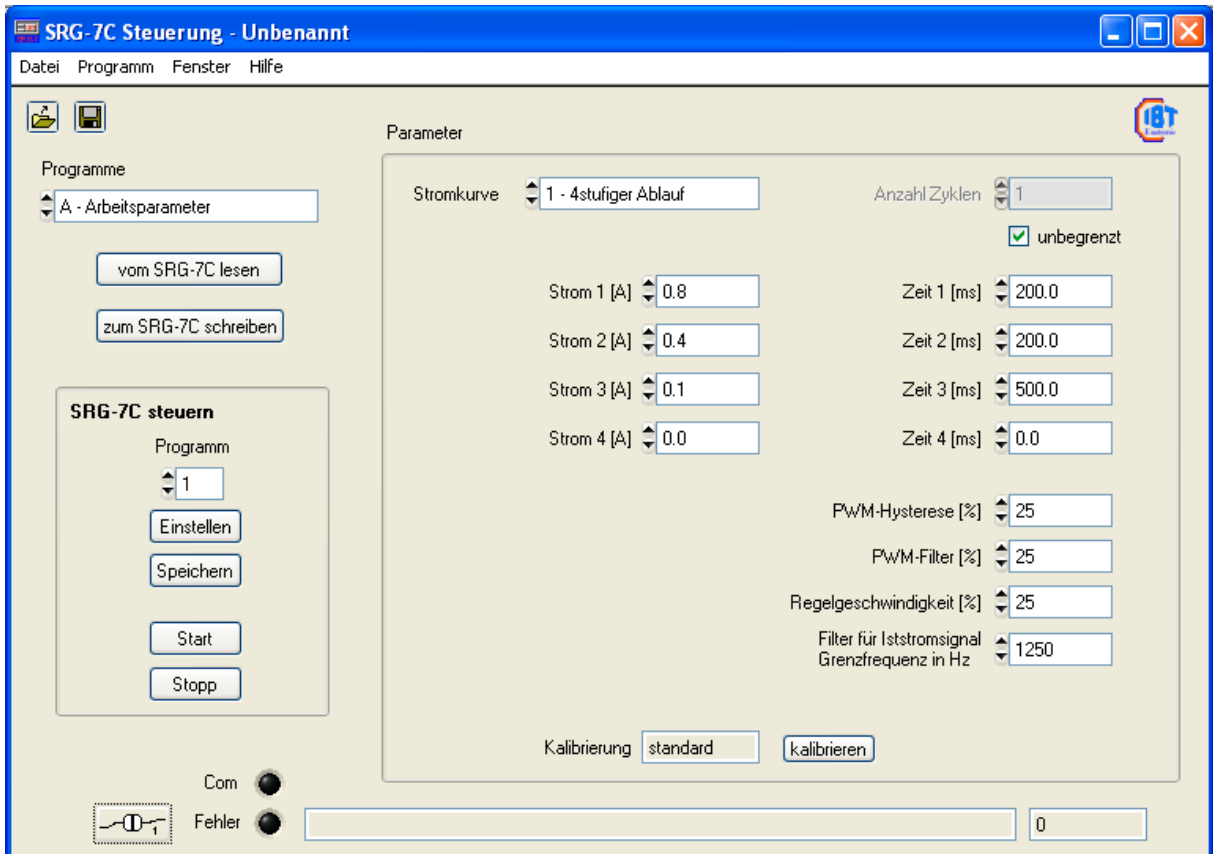 SRG-7C Steuerung - Unbenannt
Datei Programm Fenster Hilfe
IBT
Programme
A - Arbeitsparameter
vom SRG-7C lesen
zum SRG-7C schreiben
SRG-7C steuern
Programm
1
Einstellen
Speichern
Start
Stopp
Parameter
Stromkurve 1 - 4stufiger Ablauf Anzahl Zyklen 1
unbegrenzt
Strom 1 [A] 0.8 Zeit 1 [ms] 200.0
Strom 2 [A] 0.4 Zeit 2 [ms] 200.0
Strom 3 [A] 0.1 Zeit 3 [ms] 500.0
Strom 4 [A] 0.0 Zeit 4 [ms] 0.0
PWM-Hysterese [%] 25
PWM-Filter [%] 25
Regelgeschwindigkeit [%] 25
Filter für Iststromsignal
Grenzfrequenz in Hz 1250
Kalibrierung standard kalibrieren
Com
Fehler 0